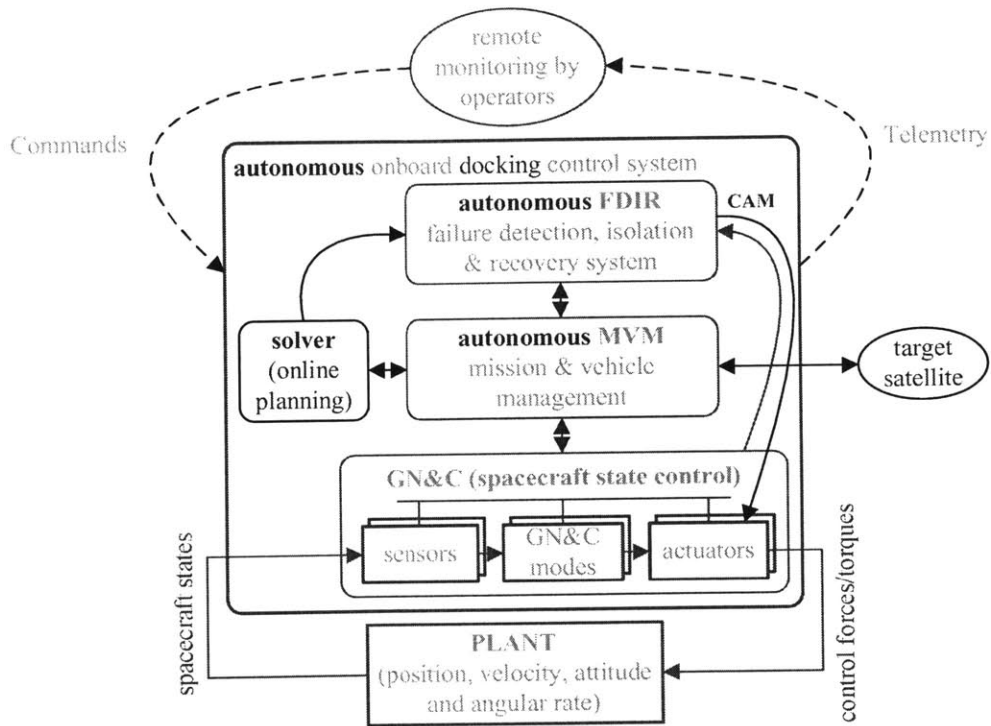 remote
monitoring by
operators
Commands
Telemetry
autonomous onboard docking control system
autonomous FDIR
failure detection, isolation
& recovery system
CAM
solver
(online
planning)
autonomous MVM
mission & vehicle
management
target
satellite
GN&C (spacecraft state control)
sensors
GN&C
modes
actuators
spacecraft states
control forces/torques
PLANT
(position, velocity, attitude
and angular rate)